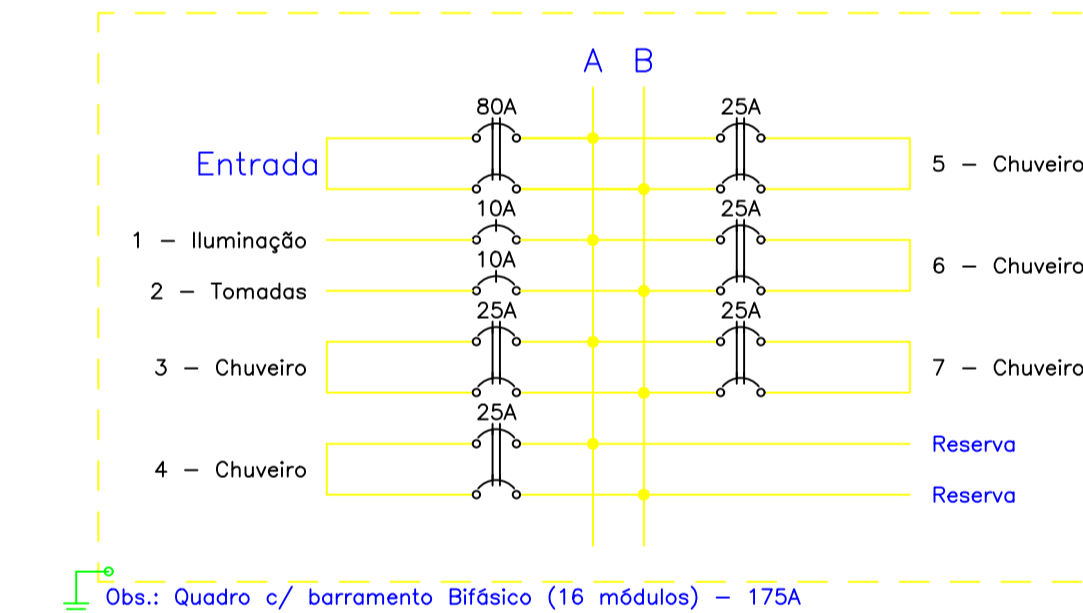 A B
80A 25A
Entrada 5 – Chuveiro
10A 25A
1 – Iluminação
10A 6 – Chuveiro
2 – Tomadas
25A 25A
3 – Chuveiro 7 – Chuveiro
25A
Reserva
4 – Chuveiro
Reserva
Obs.: Quadro c/ barramento Bifásico (16 módulos) – 175A